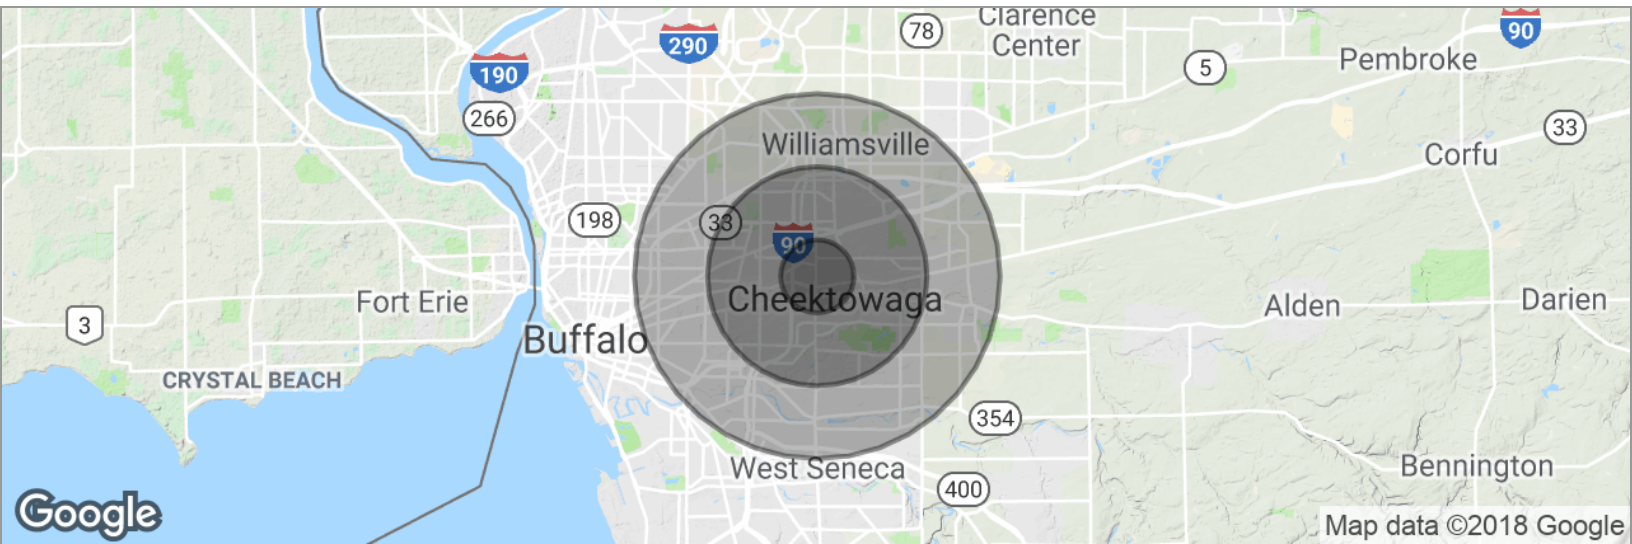 Clarence
Center
78
290
90
190
5
Pembroke
266
33
Williamsville
Corfu
198
33
90
Fort Erie
Cheektowaga
Alden
Darien
3
Buffalo
CRYSTAL BEACH
354
West Seneca
Bennington
400
Google
Map data ©2018 Google